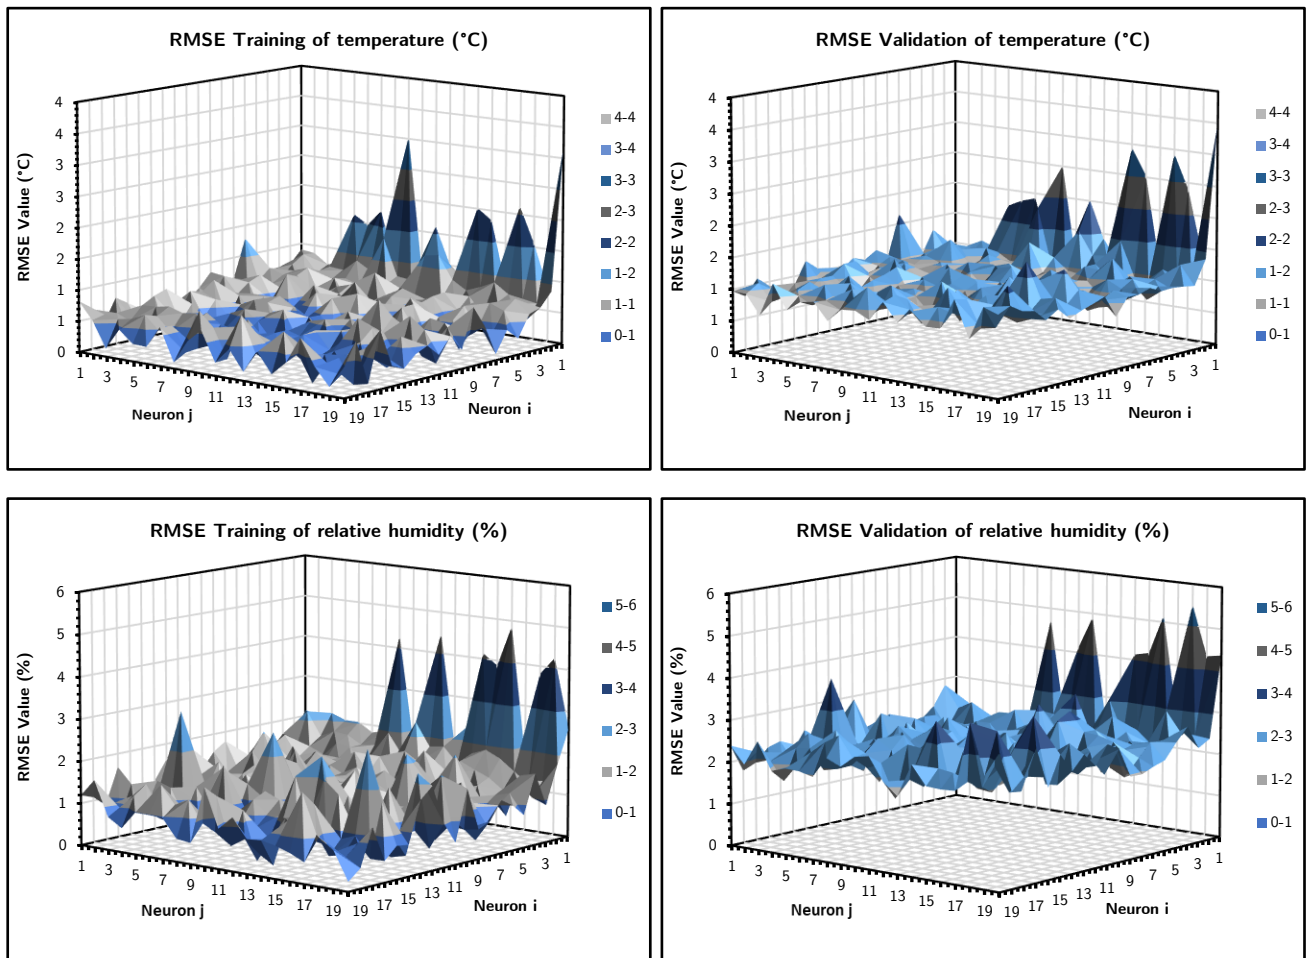 RMSE Training of temperature (°C)
4
4
3
3
2
2
1
1
0
RMSE Value (°C)
1 3 5 7 9 11 13 15 17 19
Neuron j
19 17 15 13 11 9 7 5 3 1
Neuron i
4-4
3-4
3-3
2-3
2-2
1-2
1-1
0-1
RMSE Validation of temperature (°C)
4
4
3
3
2
2
1
1
0
RMSE Value (°C)
1 3 5 7 9 11 13 15 17 19
Neuron j
19 17 15 13 11 9 7 5 3 1
Neuron i
4-4
3-4
3-3
2-3
2-2
1-2
1-1
0-1
RMSE Training of relative humidity (%)
6
5
4
3
2
1
0
RMSE Value (%)
1 3 5 7 9 11 13 15 17 19
Neuron j
19 17 15 13 11 9 7 5 3 1
Neuron i
5-6
4-5
3-4
2-3
1-2
0-1
RMSE Validation of relative humidity (%)
6
5
4
3
2
1
0
RMSE Value (%)
1 3 5 7 9 11 13 15 17 19
Neuron j
19 17 15 13 11 9 7 5 3 1
Neuron i
5-6
4-5
3-4
2-3
1-2
0-1